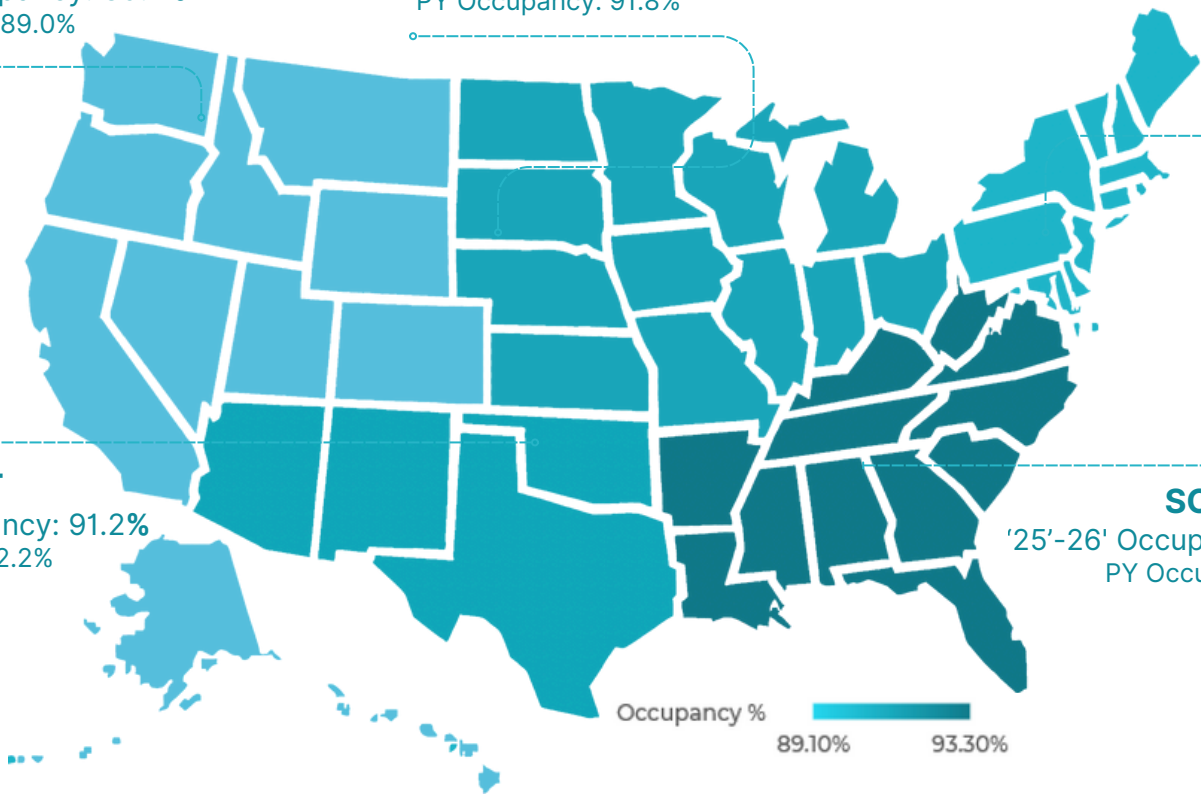 89.0%
PY Occupancy: 91.8%
ncy: 91.2%
2.2%
SO
‘25’-26' Occup
PY Occu
Occupancy %
89.10%
93.30%